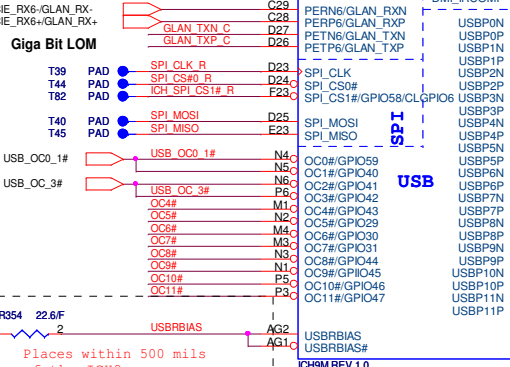 CIE_RX6-/GLAN_RX-
CIE_RX6+/GLAN_RX+
C29
C28
PERN6/GLAN_RXN
PERP6/GLAN_RXP
USBP0N
GLAN_TXN_C
D27
PETN6/GLAN_TXN
USBP0P
Giga Bit LOM
GLAN_TXP_C
D26
PETP6/GLAN_TXP
USBP1N
USBP1P
T39 PAD SPI_CLK_R D23 SPI_CLK USBP2N
T44 PAD SPI_CS#0_R D24 SPI_CS0# USBP2P
T82 PAD ICH_SPI_CS1#_R F23 SPI_CS1#/GPIO58/CLGPIO6 USBP3N
USBP3P
T40 PAD SPI_MOSI D25 SPI_MOSI USBP4N
T45 PAD SPI_MISO E23 SPI_MISO USBP4P
SPI
USBP5N
USB_OC0_1# USB_OC0_1# N4 OC0#/GPIO59 USBP5P
N5 OC1#/GPIO40 USBP6N
USB_OC_3# N6 OC2#/GPIO41 USB USBP6P
USB_OC_3# P6 OC3#/GPIO42 USBP7N
OC4# M1 OC4#/GPIO43 USBP7P
OC5# N2 OC5#/GPIO29 USBP8N
OC6# M4 OC6#/GPIO30 USBP8P
OC7# M3 OC7#/GPIO31 USBP9N
OC8# N3 OC8#/GPIO44 USBP9P
OC9# N1 OC9#/GPIIO45 USBP10N
OC10# P5 OC10#/GPIO46 USBP10P
OC11# P3 OC11#/GPIO47 USBP11N
USBP11P
R354 22.6/F
2 USBRBIAS AG2 USBRBIAS
AG1 USBRBIAS#
Places within 500 mils
ICH9M REV 1.0